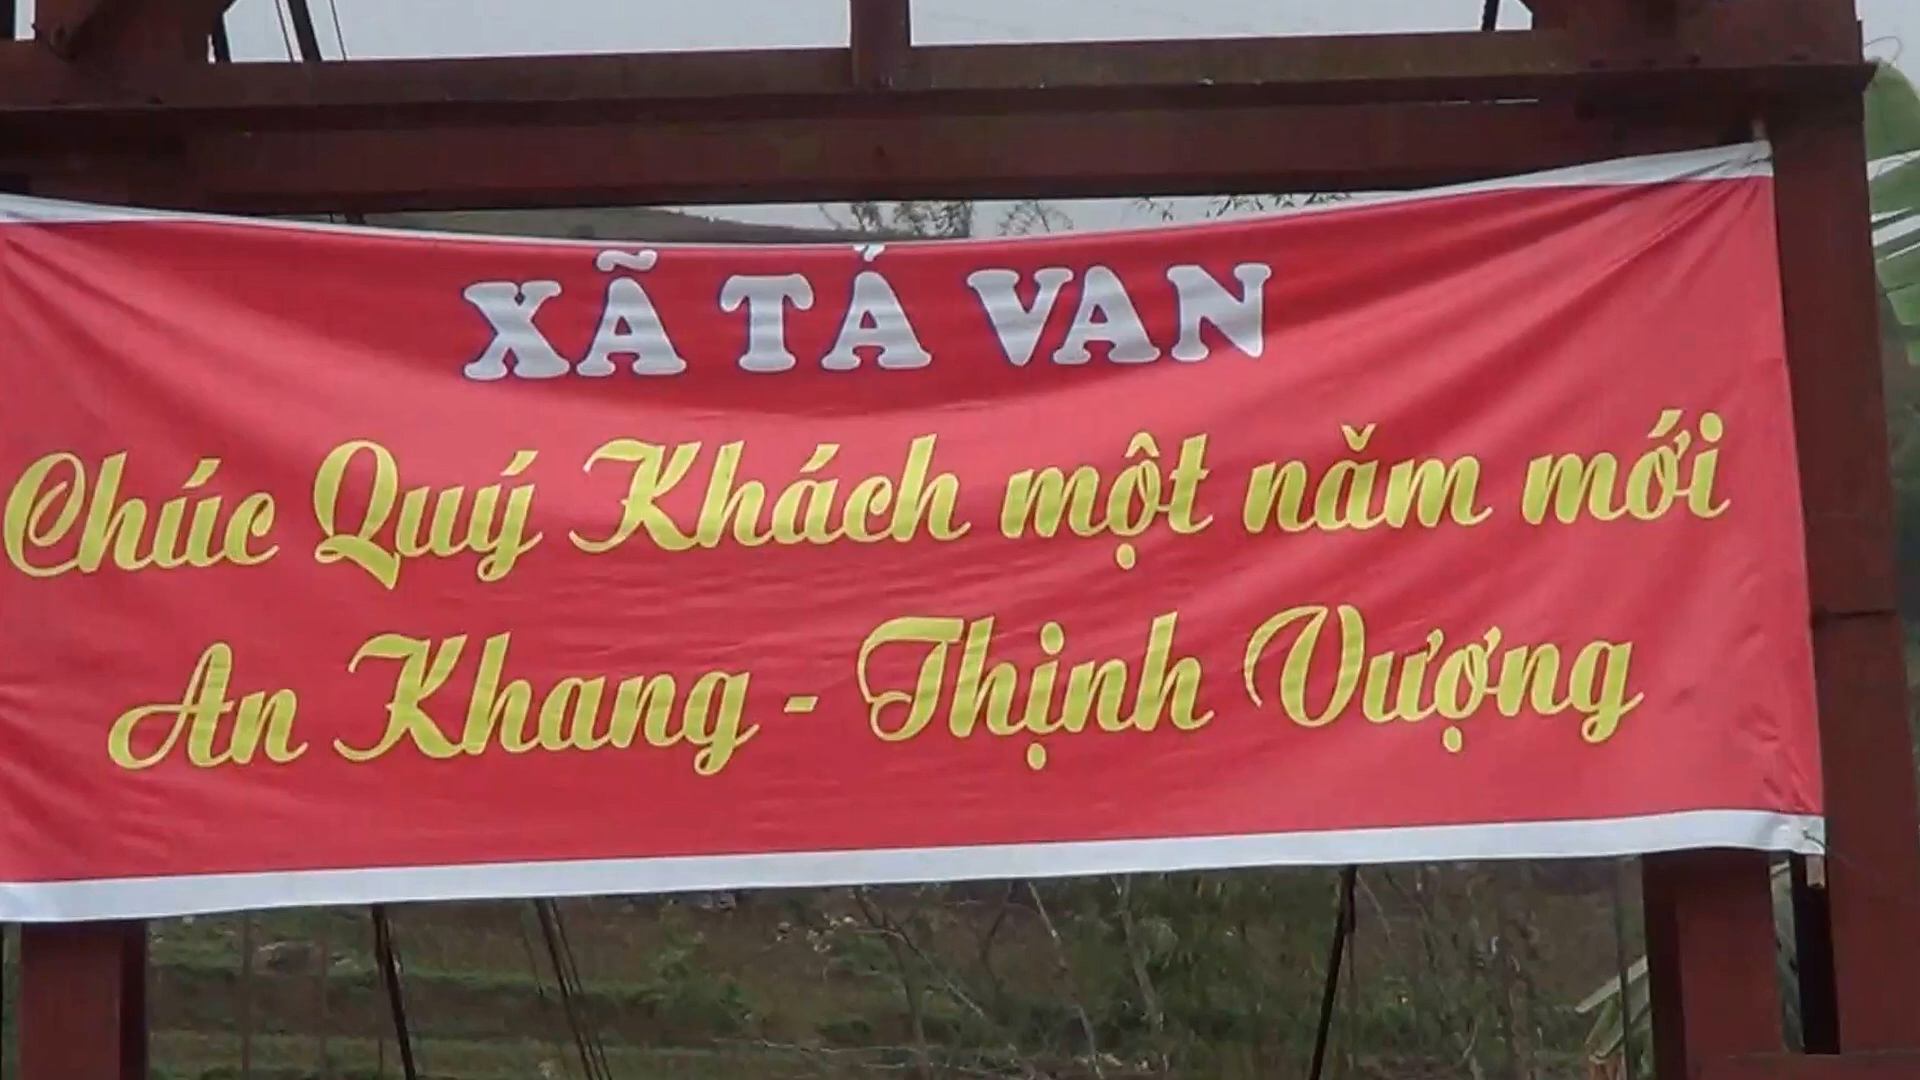 XÃ TẢ VAN
Chúc Quý Khách một năm mới
An Khang - Thịnh Vượng